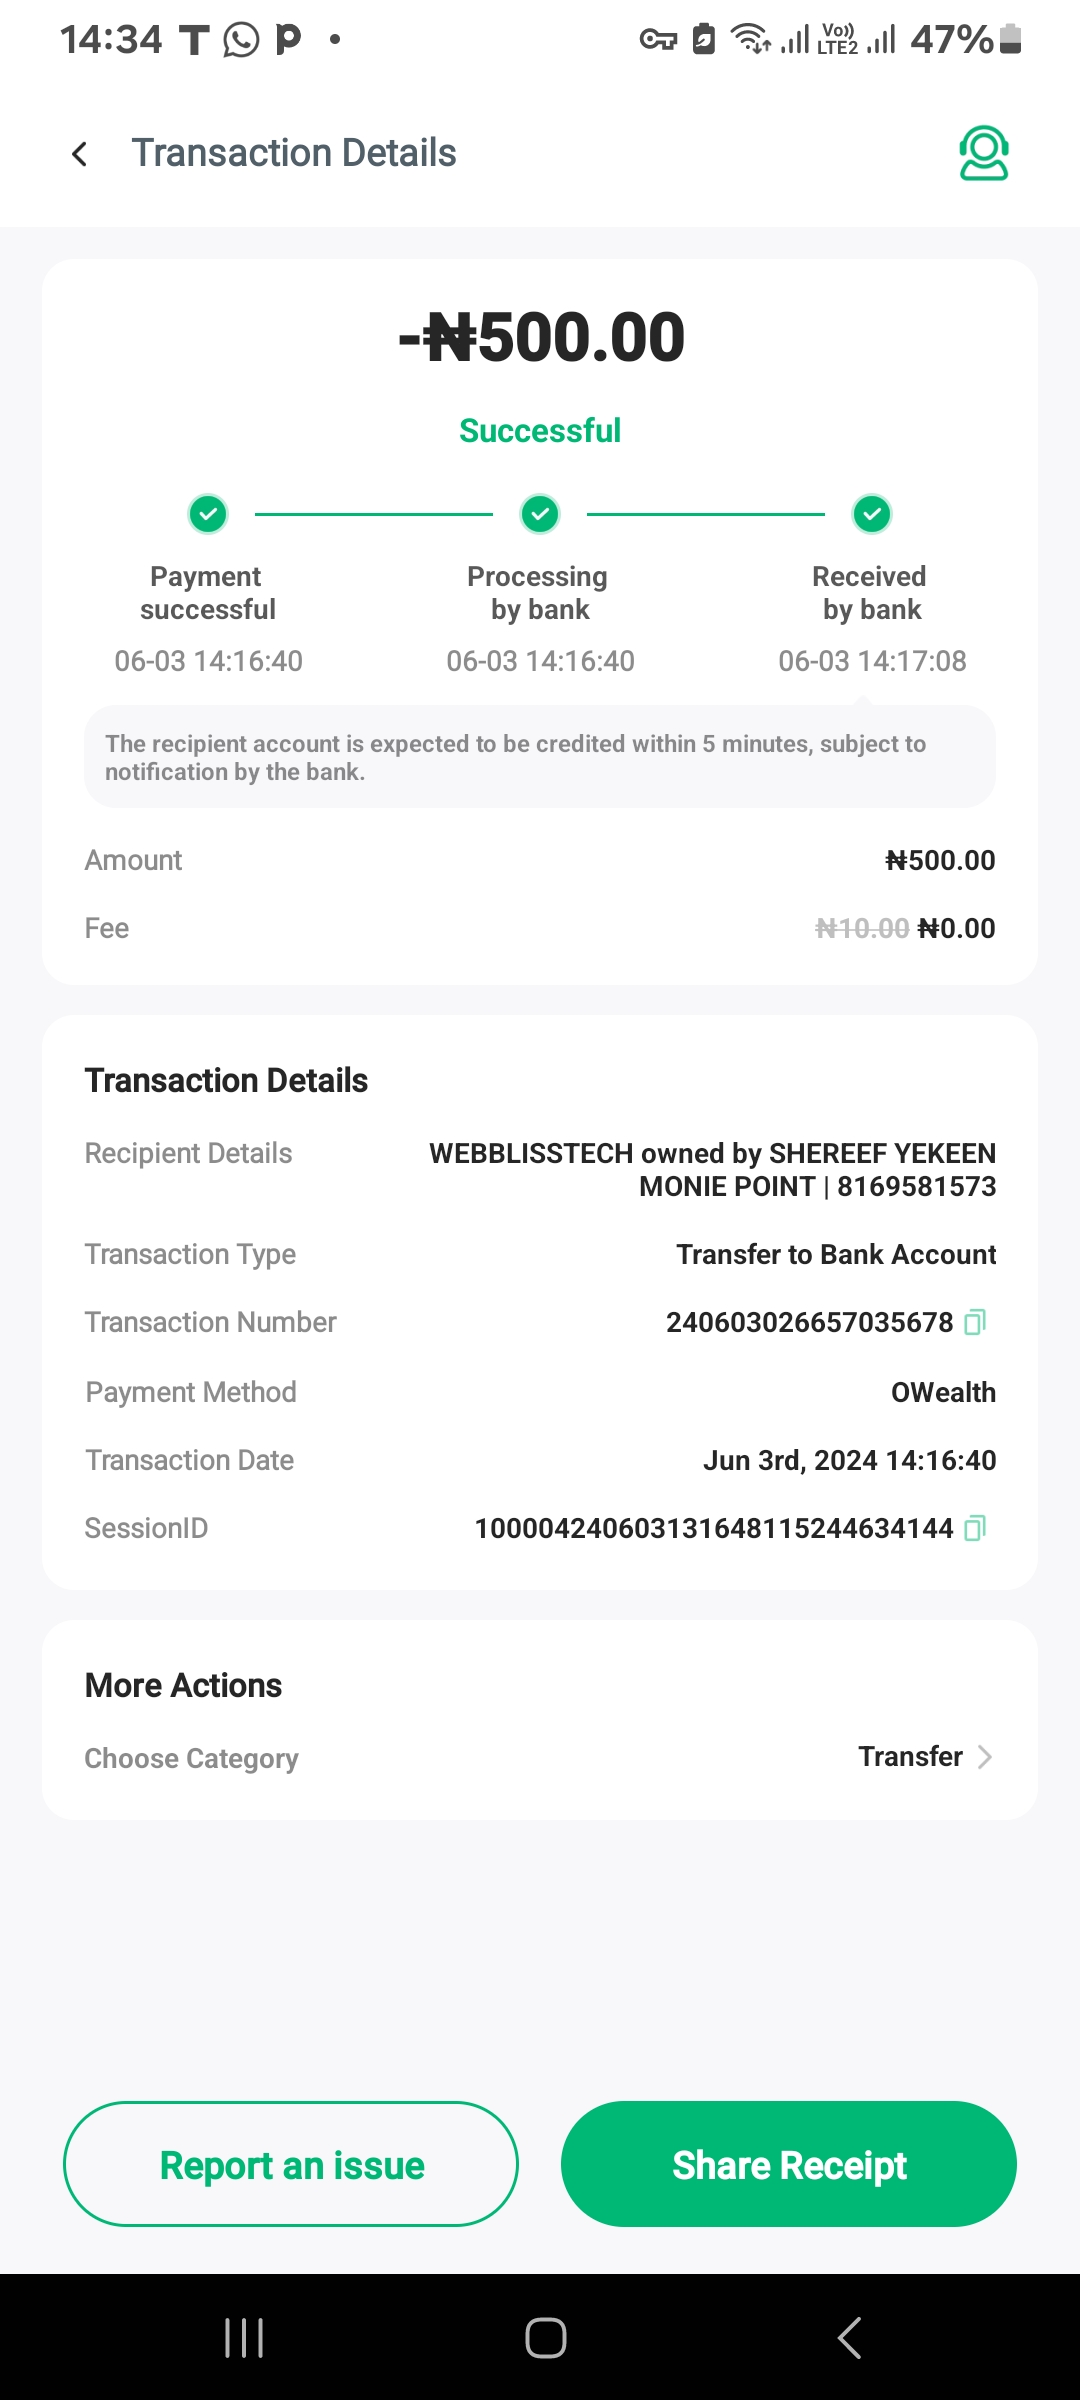 14:34
Vo))
LTE2
47%
Transaction Details
-₦500.00
Successful
Payment
successful
06-03 14:16:40
Processing
by bank
06-03 14:16:40
Received
by bank
06-03 14:17:08
The recipient account is expected to be credited within 5 minutes, subject to
notification by the bank.
Amount ₦500.00
Fee ₦10.00 ₦0.00
Transaction Details
Recipient Details WEBBLISSTECH owned by SHEREEF YEKEEN
MONIE POINT | 8169581573
Transaction Type Transfer to Bank Account
Transaction Number 240603026657035678
Payment Method OWealth
Transaction Date Jun 3rd, 2024 14:16:40
SessionID 100004240603131648115244634144
More Actions
Choose Category Transfer
Report an issue
Share Receipt